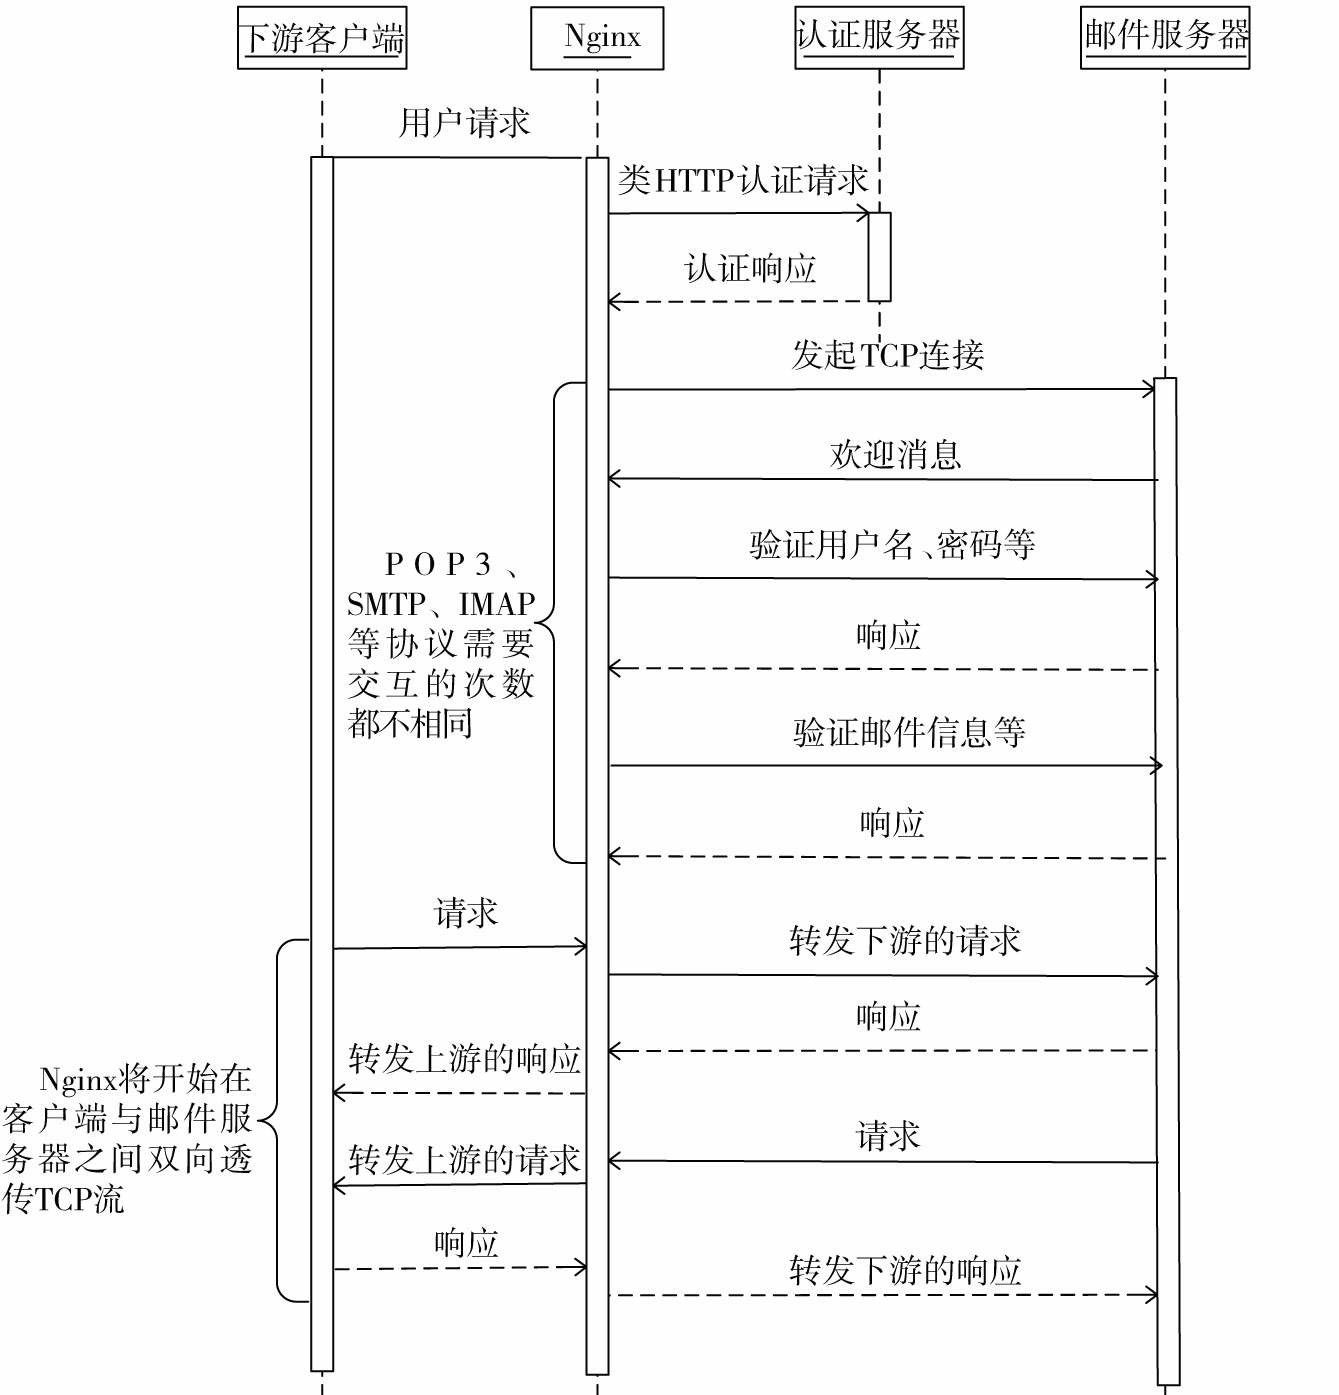 下游客户端
Nginx
认证服务器
邮件服务器
用户请求
类HTTP认证请求
认证响应
发起TCP连接
欢迎消息
验证用户名、密码等
响应
POP3、
SMTP、IMAP
等协议需要
交互的次数
都不相同
验证邮件信息等
响应
请求
转发下游的请求
响应
转发上游的响应
Nginx将开始在
客户端与邮件服
务器之间双向透
传TCP流
请求
转发上游的请求
响应
转发下游的响应